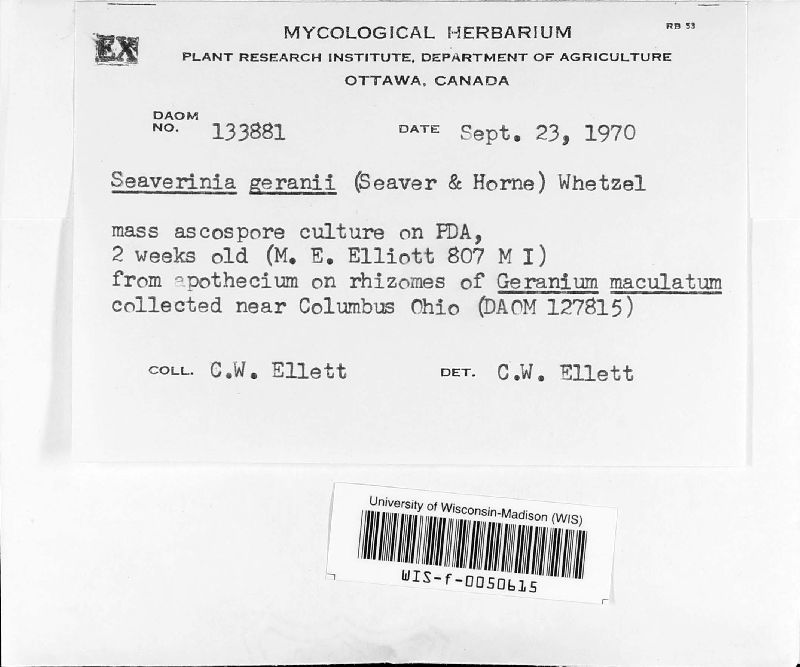 RB 53
EX
MYCOLOGICAL HERBARIUM
PLANT RESEARCH INSTITUTE, DEPARTMENT OF AGRICULTURE
OTTAWA, CANADA
DAOM NO. 133881 DATE Sept. 23, 1970
Seaverinia geranii (Seaver & Horne) Whetzel
mass ascospore culture on PDA,
2 weeks old (M. E. Elliott 807 M I)
from apothecium on rhizomes of Geranium maculatum
collected near Columbus Ohio (DAOM 127815)
COLL. C.W. Ellett DET. C.W. Ellett
University of Wisconsin-Madison (WIS)
WIS-f-0050615